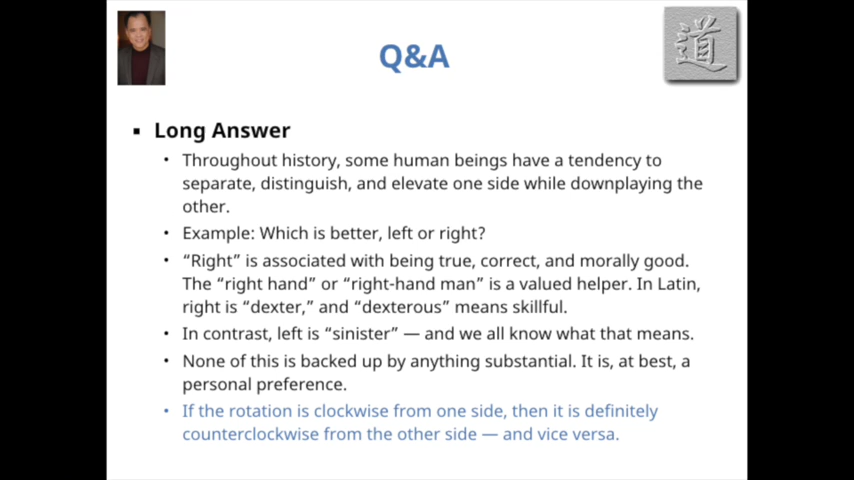 Q&A
道
▪ Long Answer
• Throughout history, some human beings have a tendency to
separate, distinguish, and elevate one side while downplaying the
other.
• Example: Which is better, left or right?
• “Right” is associated with being true, correct, and morally good.
The “right hand” or “right-hand man” is a valued helper. In Latin,
right is “dexter,” and “dexterous” means skillful.
• In contrast, left is “sinister” — and we all know what that means.
• None of this is backed up by anything substantial. It is, at best, a
personal preference.
• If the rotation is clockwise from one side, then it is definitely
counterclockwise from the other side — and vice versa.